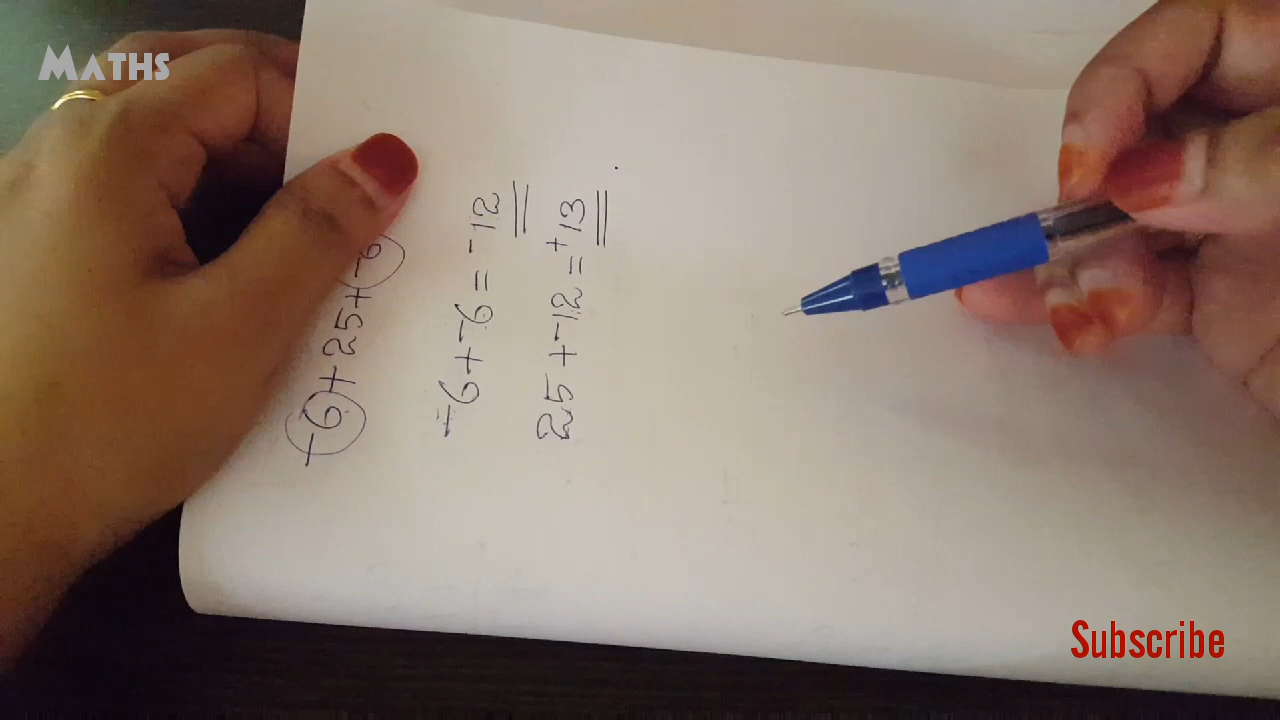 MATHS
⁻6 + 25 + ⁻6
⁻6 + ⁻6 = ⁻12
25 + ⁻12 = ⁺13
Subscribe